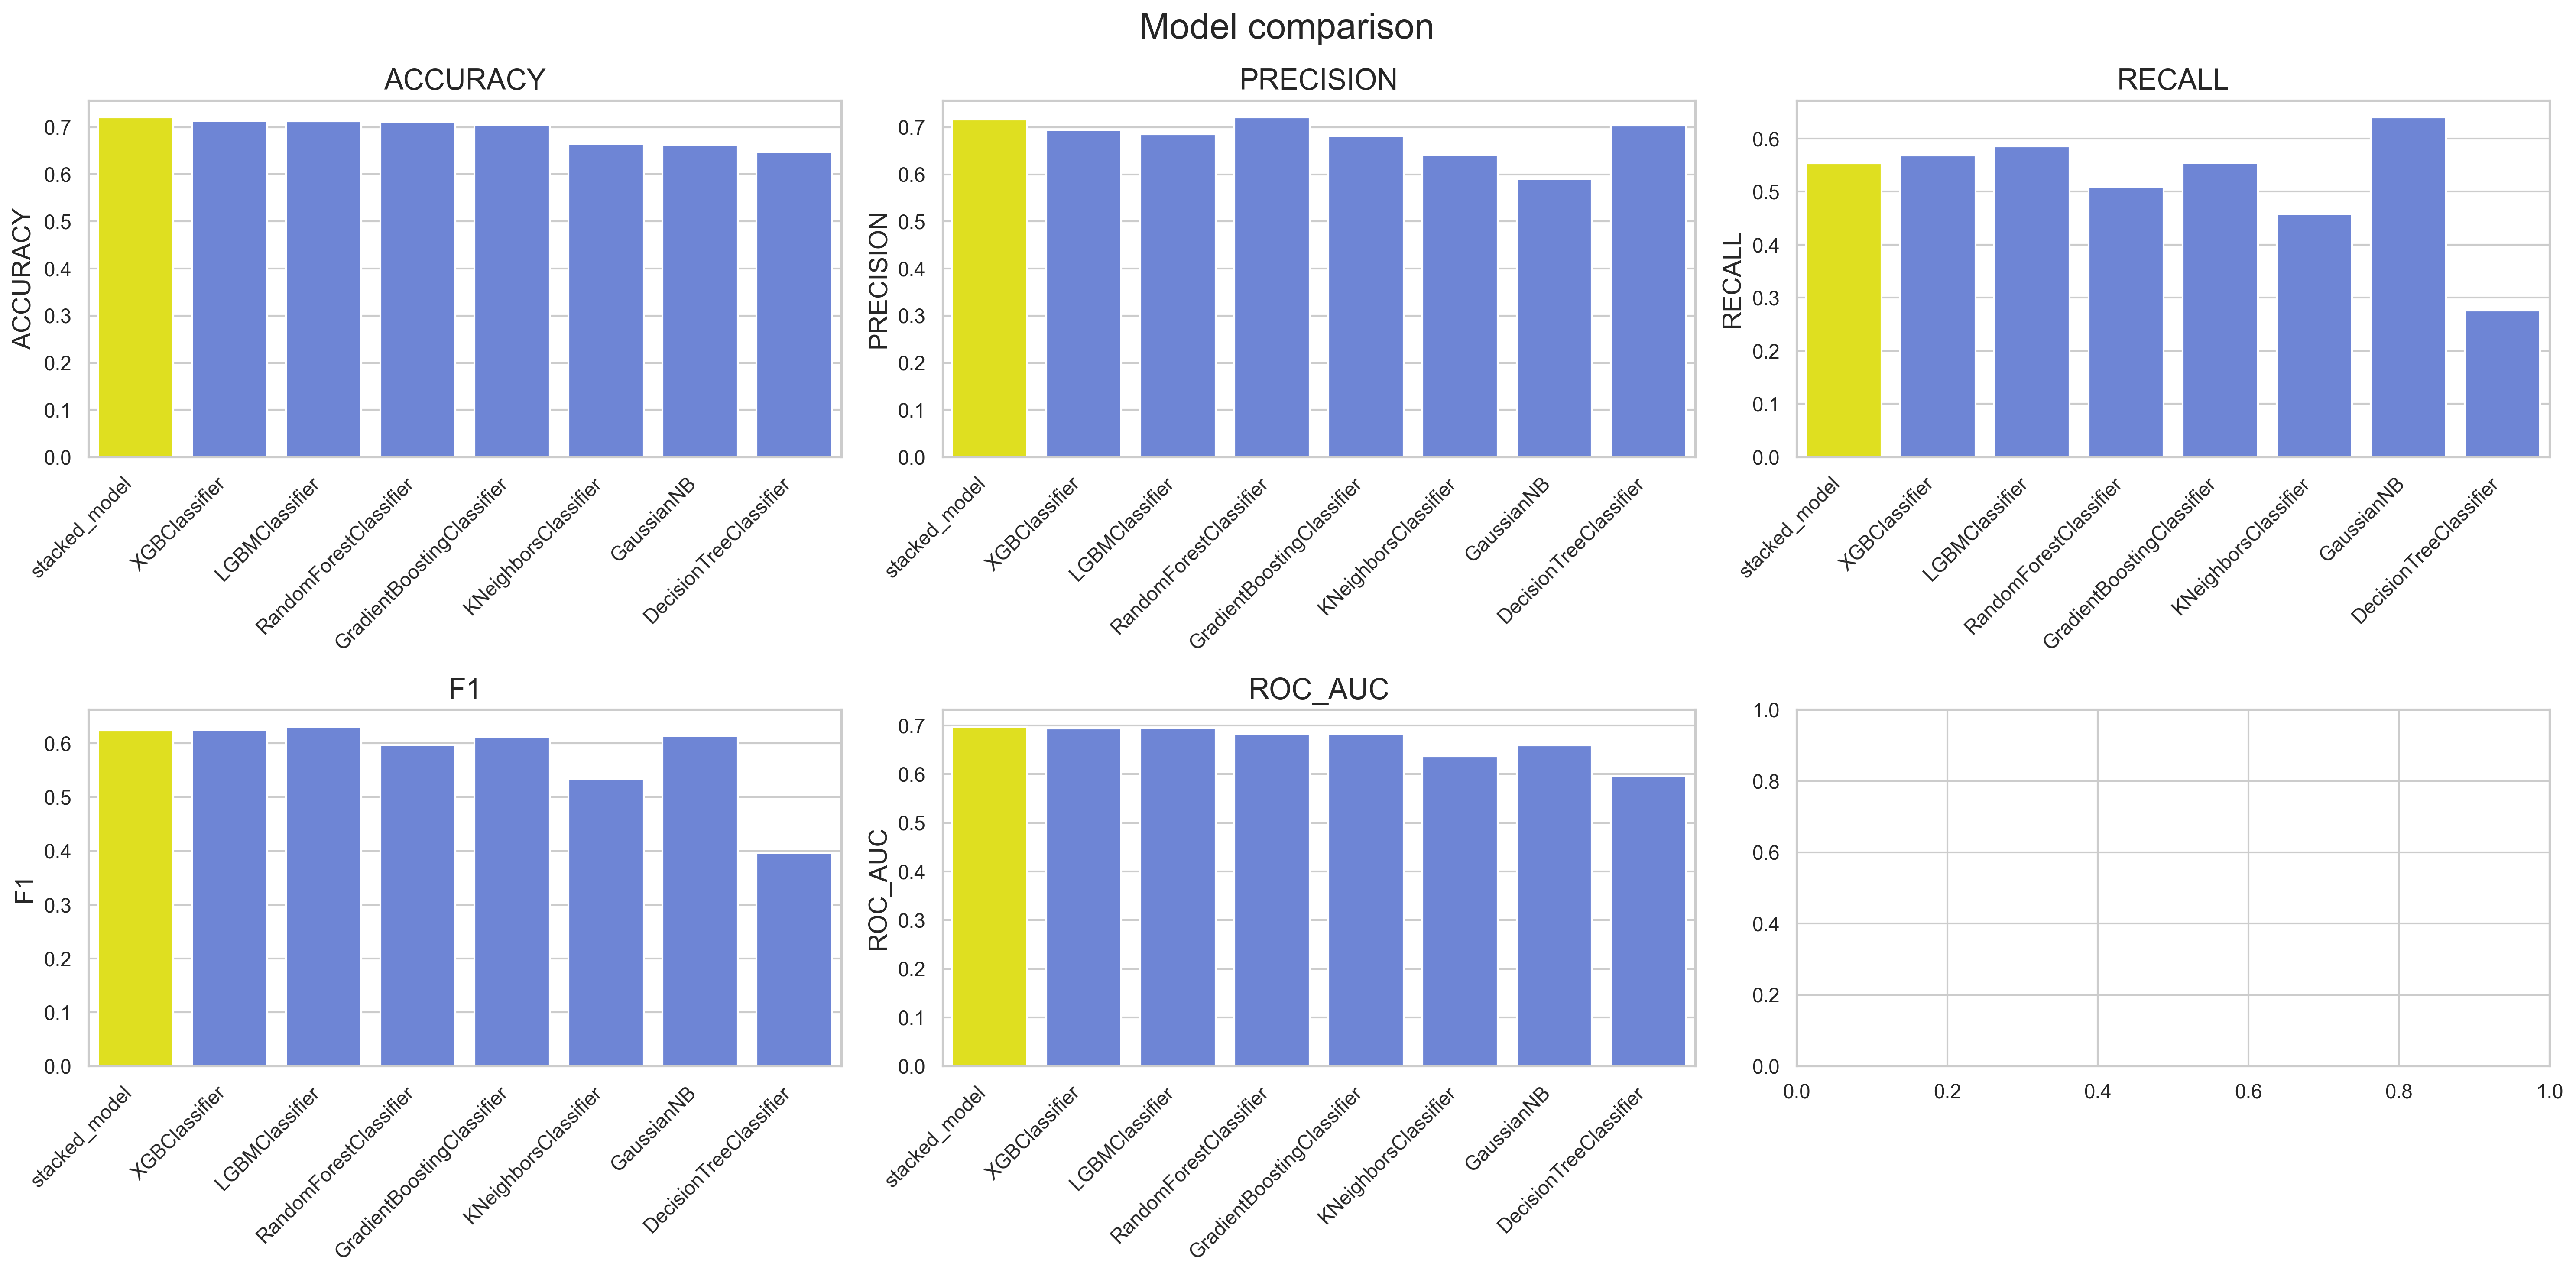 Model comparison
ACCURACY
ACCURACY
0.7
0.6
0.5
0.4
0.3
0.2
0.1
0.0
stacked_model
XGBClassifier
LGBMClassifier
RandomForestClassifier
GradientBoostingClassifier
KNeighborsClassifier
GaussianNB
DecisionTreeClassifier
PRECISION
PRECISION
0.7
0.6
0.5
0.4
0.3
0.2
0.1
0.0
stacked_model
XGBClassifier
LGBMClassifier
RandomForestClassifier
GradientBoostingClassifier
KNeighborsClassifier
GaussianNB
DecisionTreeClassifier
RECALL
RECALL
0.6
0.5
0.4
0.3
0.2
0.1
0.0
stacked_model
XGBClassifier
LGBMClassifier
RandomForestClassifier
GradientBoostingClassifier
KNeighborsClassifier
GaussianNB
DecisionTreeClassifier
F1
F1
0.6
0.5
0.4
0.3
0.2
0.1
0.0
stacked_model
XGBClassifier
LGBMClassifier
RandomForestClassifier
GradientBoostingClassifier
KNeighborsClassifier
GaussianNB
DecisionTreeClassifier
ROC_AUC
ROC_AUC
0.7
0.6
0.5
0.4
0.3
0.2
0.1
0.0
stacked_model
XGBClassifier
LGBMClassifier
RandomForestClassifier
GradientBoostingClassifier
KNeighborsClassifier
GaussianNB
DecisionTreeClassifier
1.0
0.8
0.6
0.4
0.2
0.0
0.0 0.2 0.4 0.6 0.8 1.0